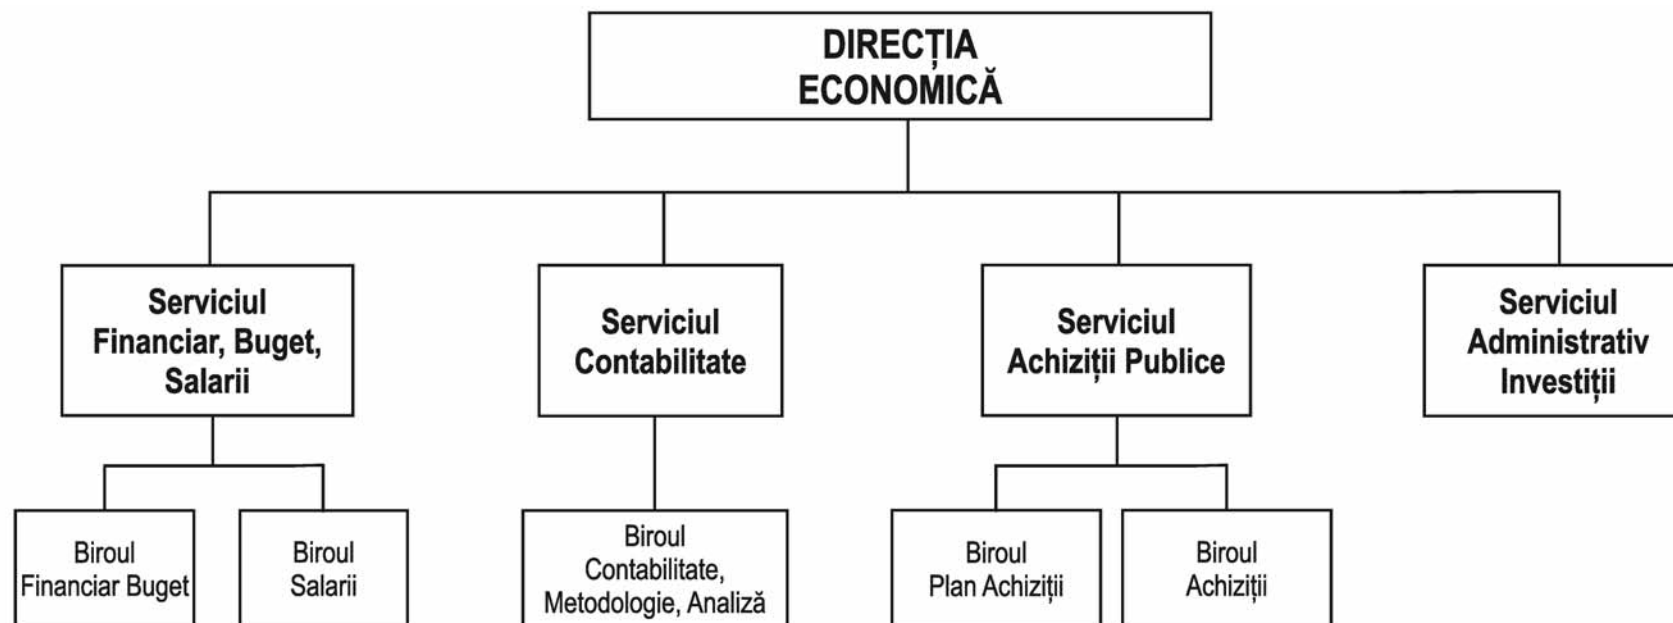 DIRECȚIA
ECONOMICĂ
Serviciul
Financiar, Buget,
Salarii
Serviciul
Contabilitate
Serviciul
Achiziții Publice
Serviciul
Administrativ
Investiții
Biroul
Financiar Buget
Biroul
Salarii
Biroul
Contabilitate,
Metodologie, Analiză
Biroul
Plan Achiziții
Biroul
Achiziții